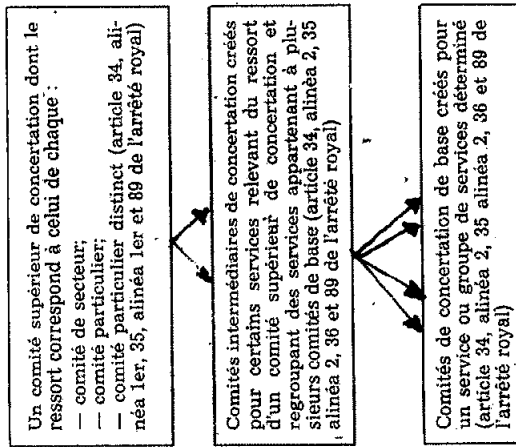 Un comité supérieur de concertation dont le
ressort correspond à celui de chaque :
— comité de secteur;
— comité particulier;
— comité particulier distinct (article 34, ali-
néa 1er, 35, alinéa 1er et 89 de l'arrêté royal)
Comités intermédiaires de concertation créés
pour certains services relevant du ressort
d'un comité supérieur de concertation et
regroupant des services appartenant à plu-
sieurs comités de base (article 34, alinéa 2, 35
alinéa 2, 36 et 89 de l'arrêté royal)
Comités de concertation de base créés pour
un service ou groupe de services déterminé
(article 34, alinéa 2, 35 alinéa 2, 36 et 89 de
l'arrêté royal)